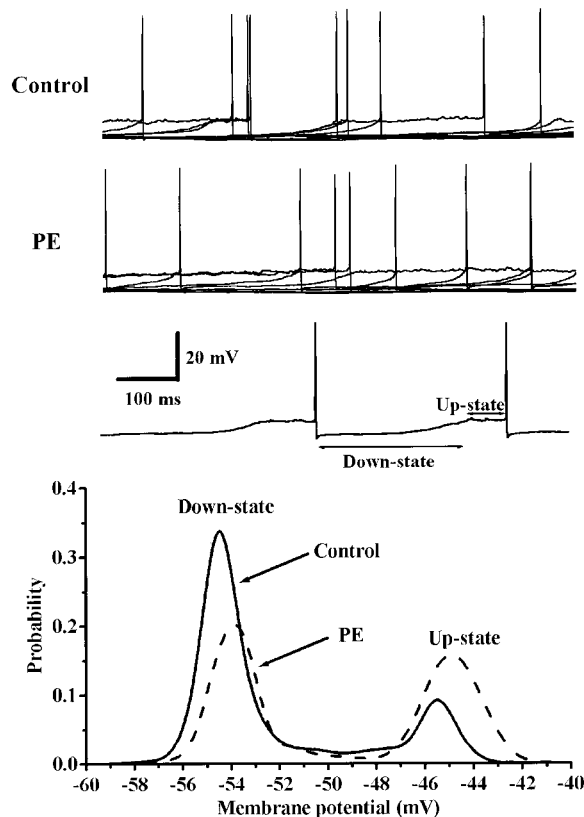 Control
PE
20 mV
100 ms
Up-state
Down-state
0.4
Down-state
Control
0.3
Probability
0.2
PE
Up-state
0.1
0.0
-60 -58 -56 -54 -52 -50 -48 -46 -44 -42 -40
Membrane potential (mV)